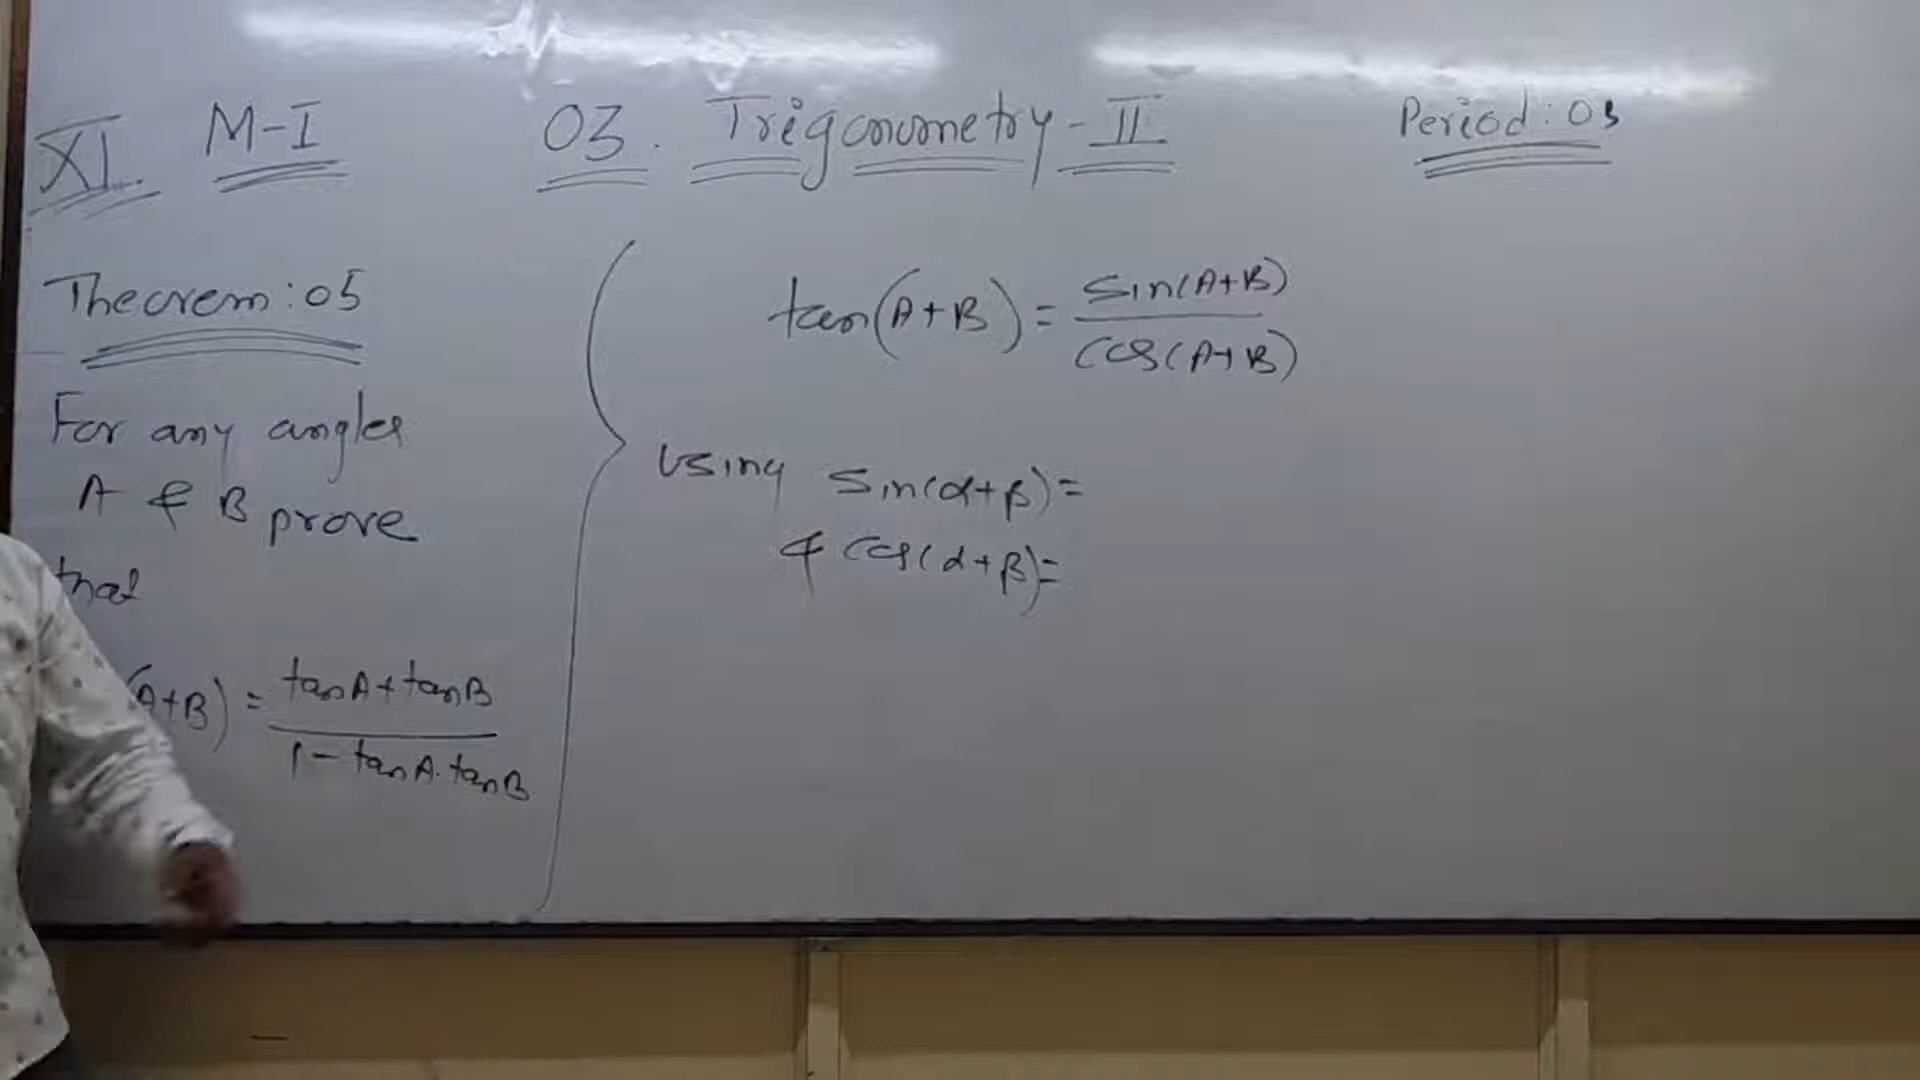 XI M-I 03. Trigonometry-II Period: 03
Theorem: 05
For any angles
A & B prove
that
(A+B) = tanA+tanB
1-tanA.tanB
tan(A+B) = sin(A+B)
cos(A+B)
Using sin(α+β)=
& cos(α+β)=